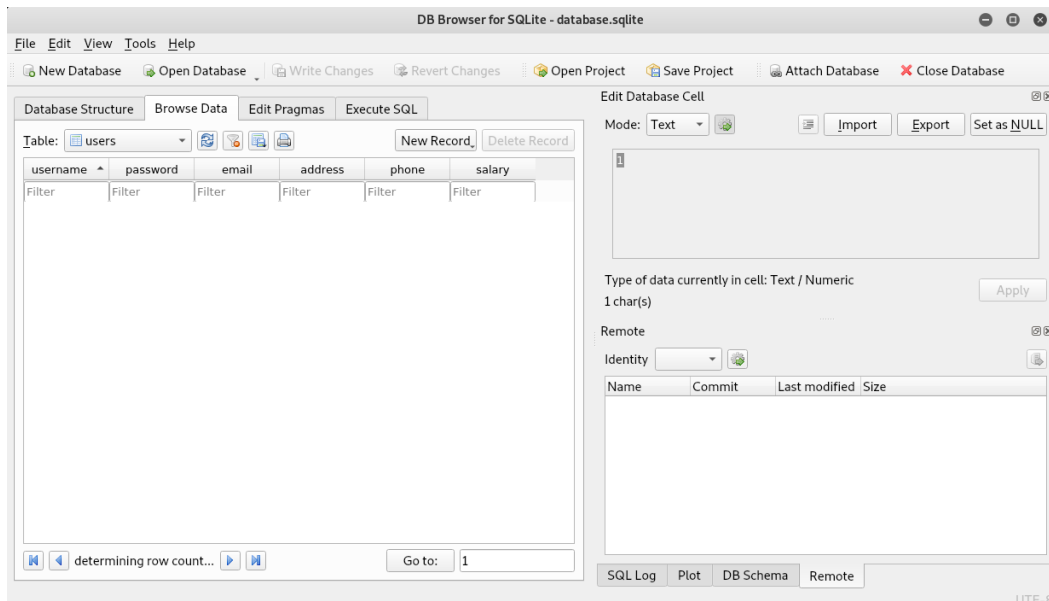 DB Browser for SQLite - database.sqlite
File Edit View Tools Help
New Database Open Database Write Changes Revert Changes Open Project Save Project Attach Database Close Database
Database Structure Browse Data Edit Pragmas Execute SQL
Table: users New Record Delete Record
username password email address phone salary
Filter Filter Filter Filter Filter Filter
determining row count... Go to: 1
Edit Database Cell
Mode: Text Import Export Set as NULL
1
Type of data currently in cell: Text / Numeric
1 char(s)
Apply
Remote
Identity
Name Commit Last modified Size
SQL Log Plot DB Schema Remote